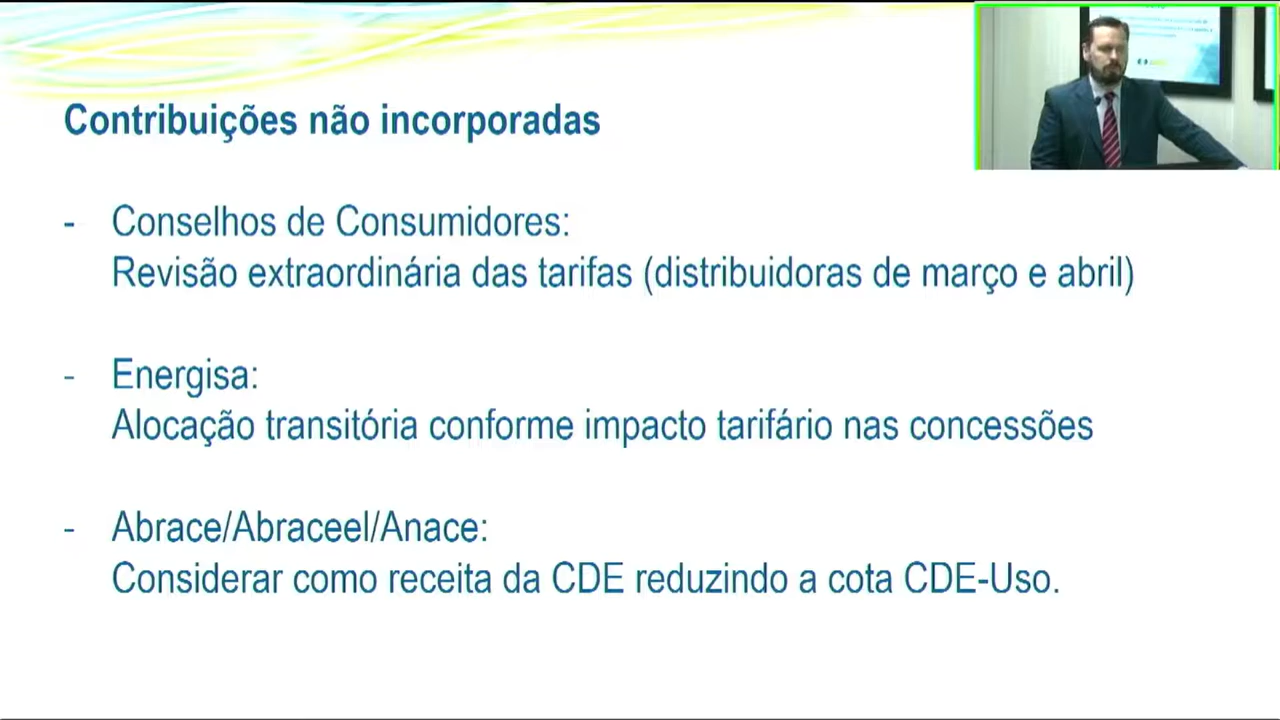 Contribuições não incorporadas
- Conselhos de Consumidores:
Revisão extraordinária das tarifas (distribuidoras de março e abril)
- Energisa:
Alocação transitória conforme impacto tarifário nas concessões
- Abrace/Abraceel/Anace:
Considerar como receita da CDE reduzindo a cota CDE-Uso.